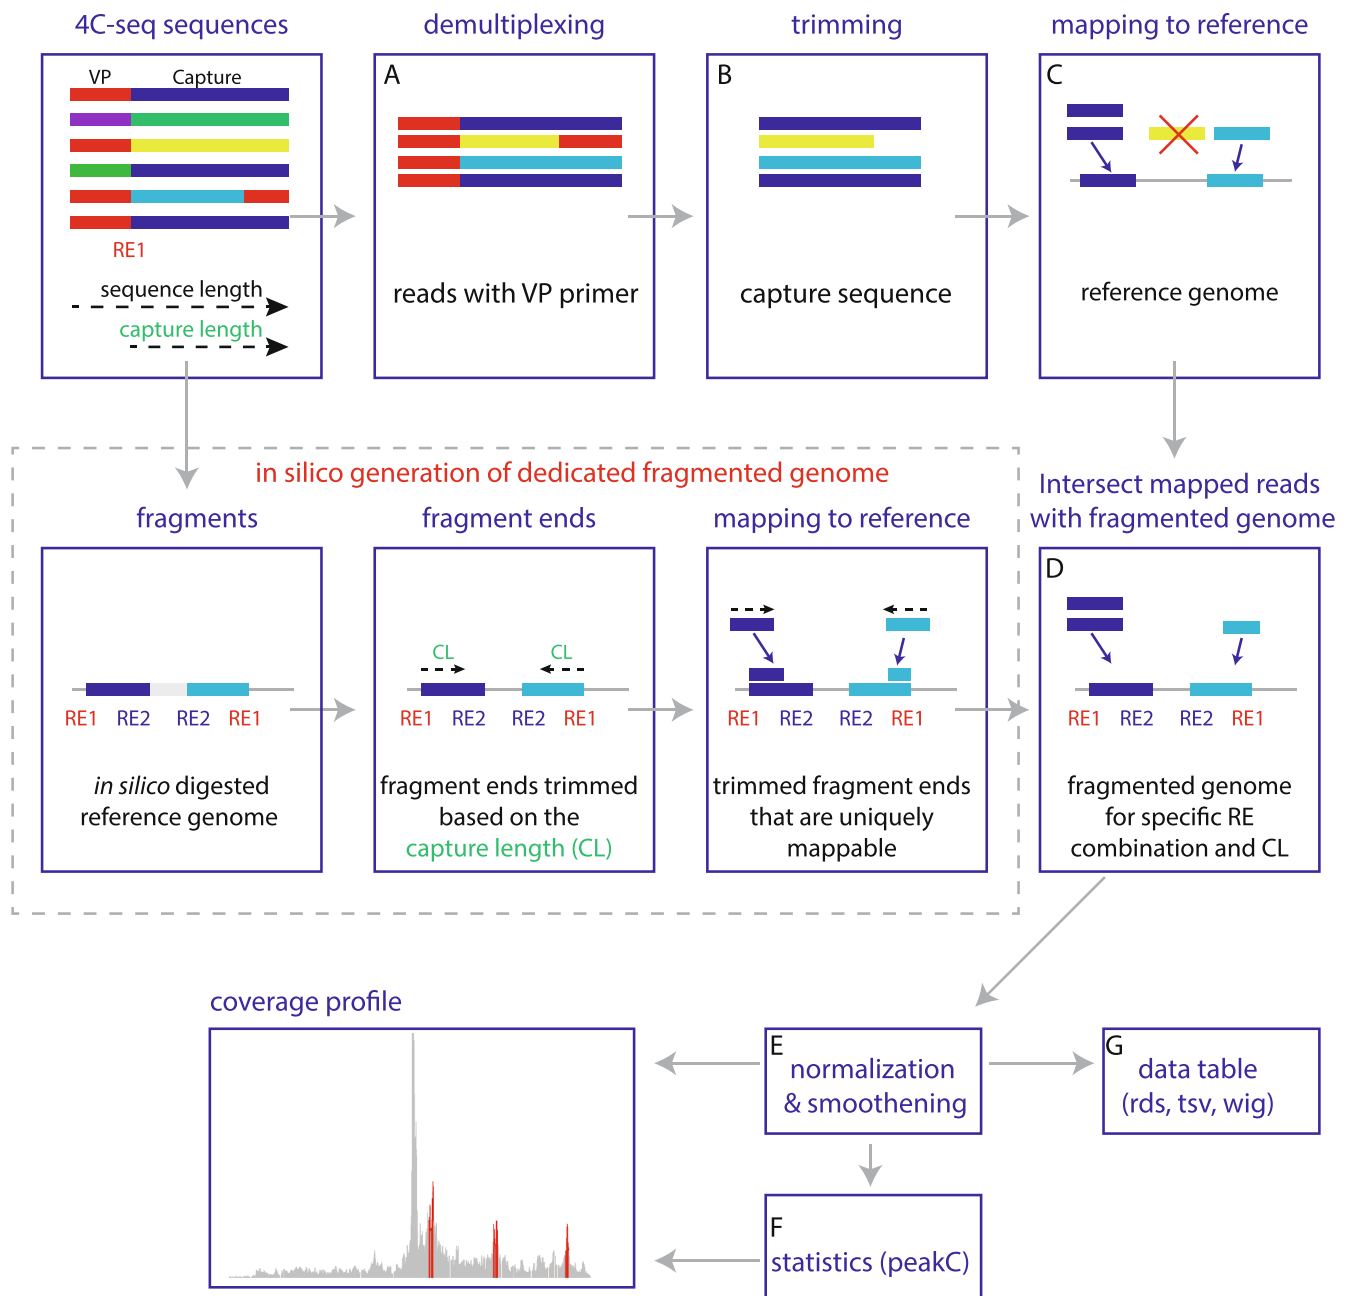 4C-seq sequences
demultiplexing
trimming
mapping to reference
VP
Capture
RE1
sequence length
capture length
A
reads with VP primer
B
capture sequence
C
reference genome
in silico generation of dedicated fragmented genome
fragments
fragment ends
mapping to reference
Intersect mapped reads
with fragmented genome
RE1 RE2 RE2 RE1
in silico digested
reference genome
CL CL
RE1 RE2 RE2 RE1
fragment ends trimmed
based on the
capture length (CL)
RE1 RE2 RE2 RE1
trimmed fragment ends
that are uniquely
mappable
D
RE1 RE2 RE2 RE1
fragmented genome
for specific RE
combination and CL
coverage profile
E
normalization
& smoothening
G
data table
(rds, tsv, wig)
F
statistics (peakC)